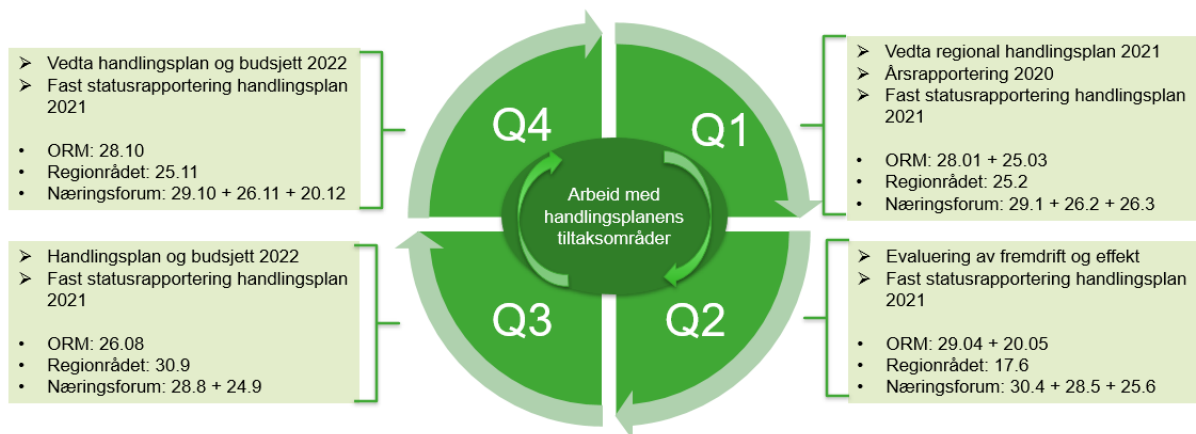 ➢ Vedta handlingsplan og budsjett 2022
➢ Fast statusrapportering handlingsplan
2021
• ORM: 28.10
• Regionrådet: 25.11
• Næringsforum: 29.10 + 26.11 + 20.12
Q4
Q1
➢ Vedta regional handlingsplan 2021
➢ Årsrapportering 2020
➢ Fast statusrapportering handlingsplan
2021
• ORM: 28.01 + 25.03
• Regionrådet: 25.2
• Næringsforum: 29.1 + 26.2 + 26.3
Arbeid med
handlingsplanens
tiltaksområder
➢ Handlingsplan og budsjett 2022
➢ Fast statusrapportering handlingsplan
2021
• ORM: 26.08
• Regionrådet: 30.9
• Næringsforum: 28.8 + 24.9
Q3
Q2
➢ Evaluering av fremdrift og effekt
➢ Fast statusrapportering handlingsplan
2021
• ORM: 29.04 + 20.05
• Regionrådet: 17.6
• Næringsforum: 30.4 + 28.5 + 25.6